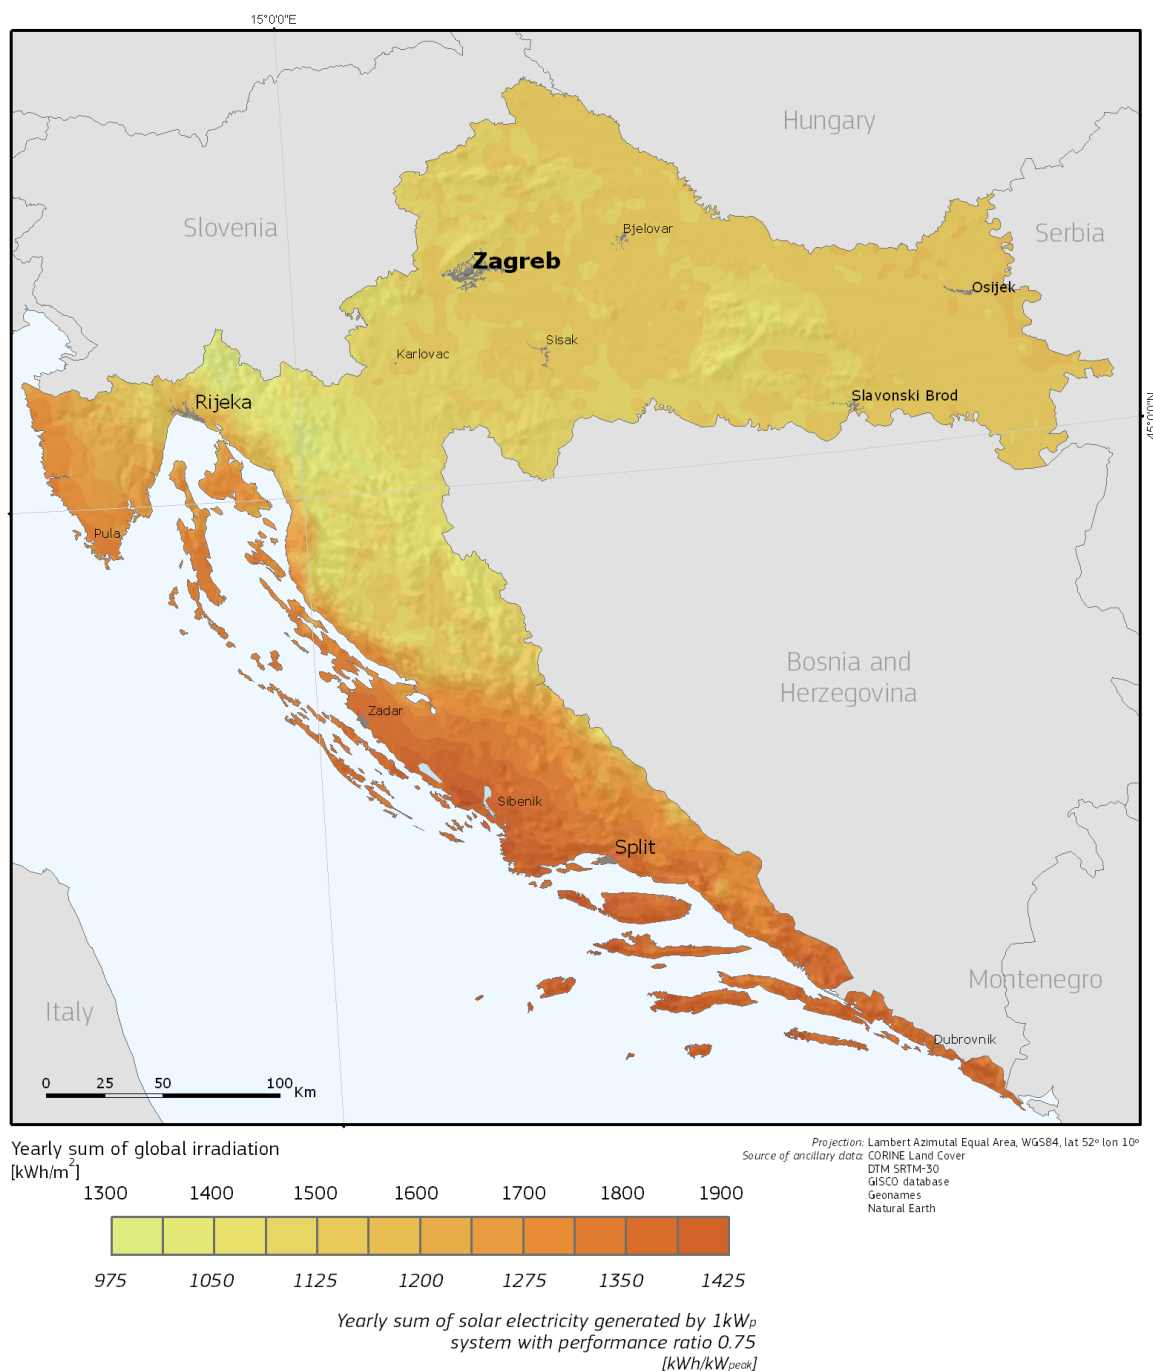 15°0'0"E
Hungary
Slovenia
Serbia
Bjelovar
Zagreb
Osijek
Sisak
Karlovac
Slavonski Brod
Rijeka
45°0'0"N
Pula
Bosnia and
Herzegovina
Zadar
Sibenik
Split
Montenegro
Italy
Dubrovnik
0 25 50 100 Km
Yearly sum of global irradiation
[kWh/m2]
1300 1400 1500 1600 1700 1800 1900
975 1050 1125 1200 1275 1350 1425
Yearly sum of solar electricity generated by 1kWp
system with performance ratio 0.75
[kWh/kWpeak]
Projection: Lambert Azimutal Equal Area, WGS84, lat 52º lon 10º
Source of ancillary data: CORINE Land Cover
DTM SRTM-30
GISCO database
Geonames
Natural Earth